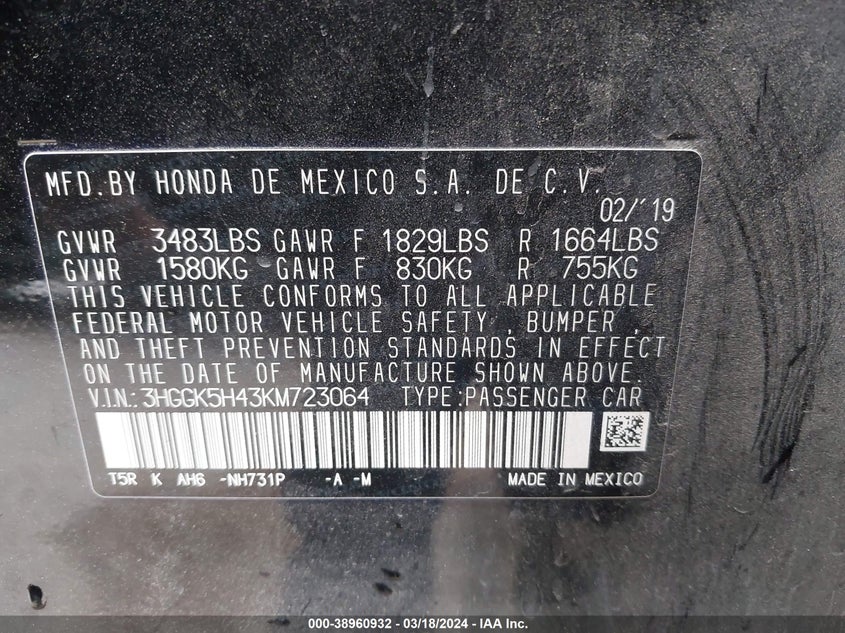 MFD.BY HONDA DE MEXICO S.A. DE C.V.
02/'19
GVWR 3483LBS GAWR F 1829LBS R 1664LBS
GVWR 1580KG GAWR F 830KG R 755KG
THIS VEHICLE CONFORMS TO ALL APPLICABLE
FEDERAL MOTOR VEHICLE SAFETY , BUMPER ,
AND THEFT PREVENTION STANDARDS IN EFFECT
ON THE DATE OF MANUFACTURE SHOWN ABOVE.
V.I.N.: 3HGGK5H43KM723064 TYPE:PASSENGER CAR
T5R K AH6 -NH731P -A -M MADE IN MEXICO
000-38960932 - 03/18/2024 - IAA Inc.